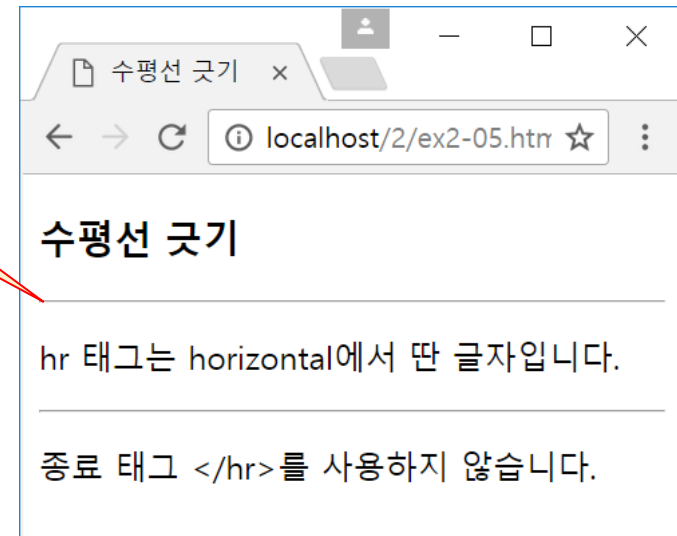 수평선 긋기
localhost/2/ex2-05.htm
수평선 긋기
hr 태그는 horizontal에서 딴 글자입니다.
종료 태그 </hr>를 사용하지 않습니다.